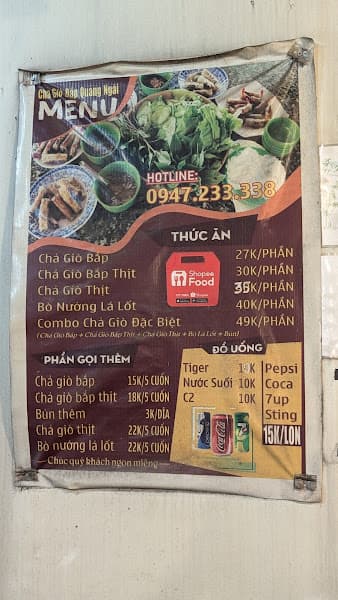 Chả Giò Bắp Quảng Ngãi
MENU
HOTLINE:
0947.233.338
THỨC ĂN
Chả Giò Bắp 27K/PHẦN
Chả Giò Bắp Thịt 30K/PHẦN
Chả Giò Thịt 35K/PHẦN
Bò Nướng Lá Lốt 40K/PHẦN
Combo Chả Giò Đặc Biệt 49K/PHẦN
(Chả Giò Bắp + Chả Giò Bắp Thịt + Chả Giò Thịt + Bò Lá Lốt + Bún)
Shopee
Food
PHẦN GỌI THÊM
Chả giò bắp 15K/5 CUỐN
Chả giò bắp thịt 18K/5 CUỐN
Bún thêm 3K/DĨA
Chả giò thịt 22K/5 CUỐN
Bò nướng lá lốt 22K/5 CUỐN
Chúc quý khách ngon miệng
ĐỒ UỐNG
Tiger
Nước Suối 10K
C2 10K
Pepsi
Coca
7up
Sting
15K/LON